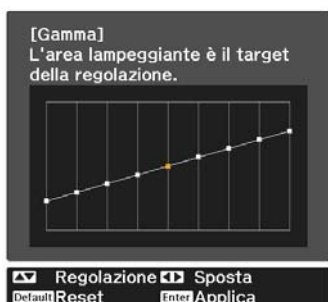 [Gamma]
L'area lampeggiante è il target
della regolazione.
Regolazione Sposta
Default Reset Enter Applica